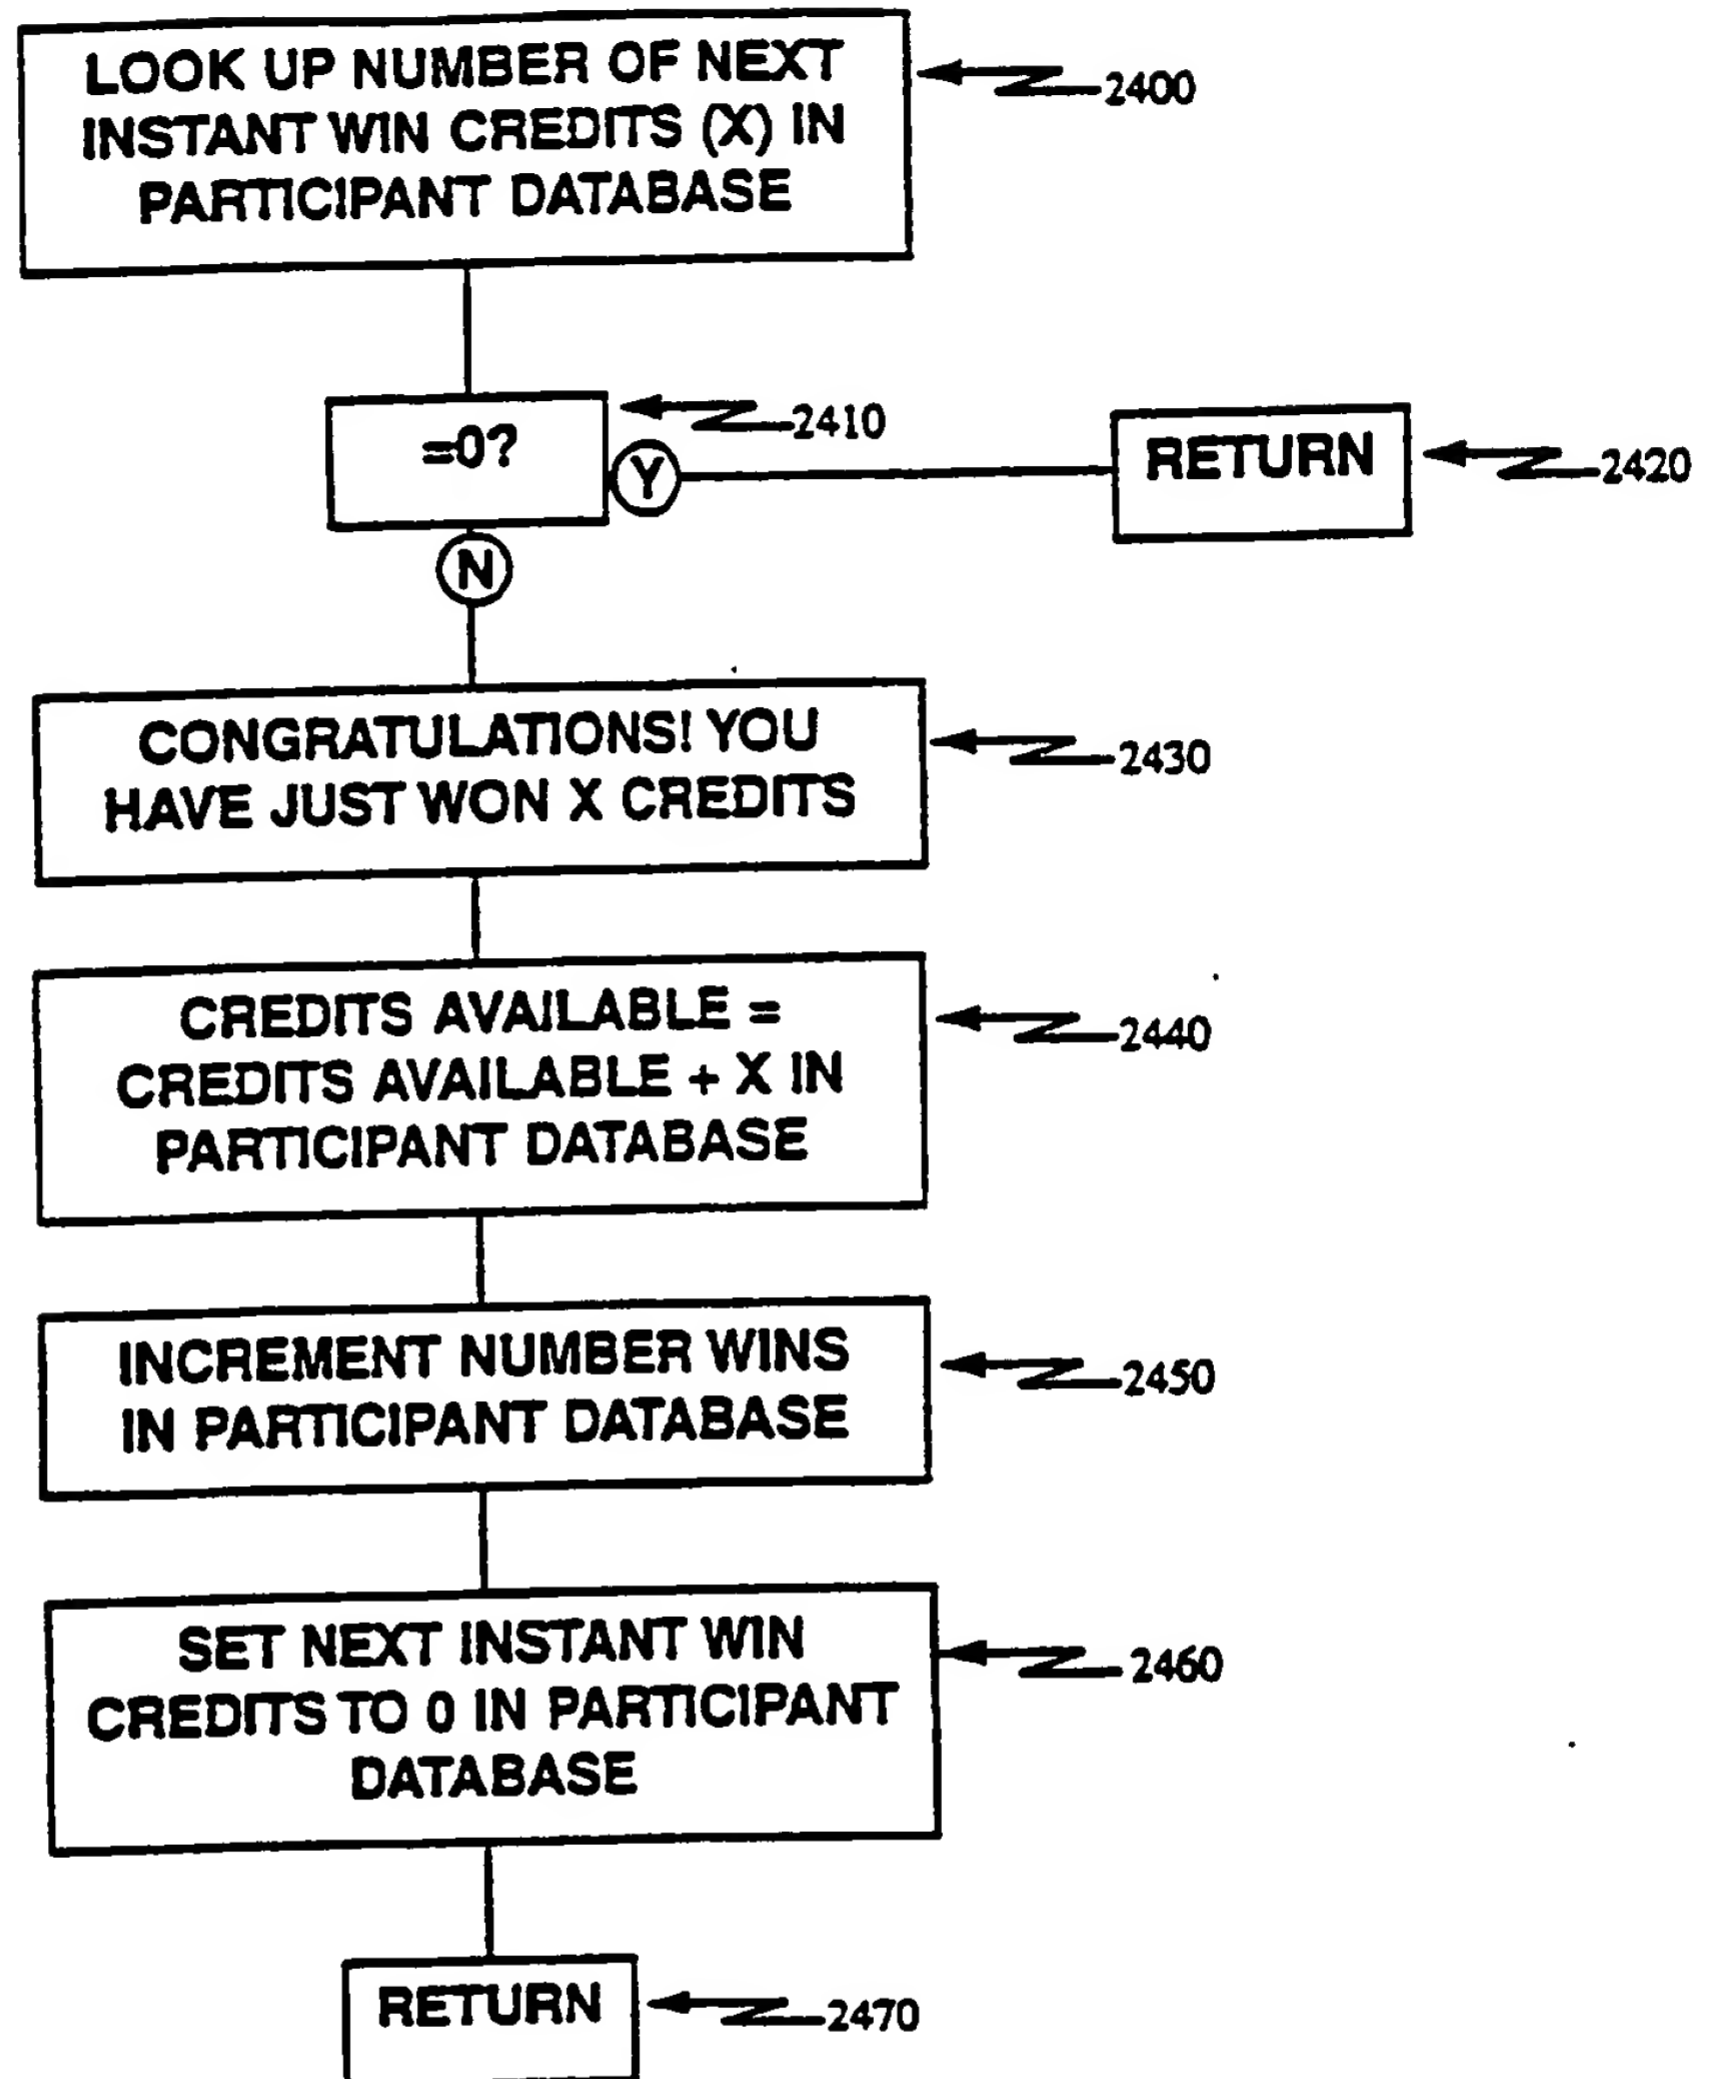 LOOK UP NUMBER OF NEXT
INSTANT WIN CREDITS (X) IN
PARTICIPANT DATABASE
2400
=0?
2410
Y
RETURN
2420
N
CONGRATULATIONS! YOU
HAVE JUST WON X CREDITS
2430
CREDITS AVAILABLE =
CREDITS AVAILABLE + X IN
PARTICIPANT DATABASE
2440
INCREMENT NUMBER WINS
IN PARTICIPANT DATABASE
2450
SET NEXT INSTANT WIN
CREDITS TO 0 IN PARTICIPANT
DATABASE
2460
RETURN
2470